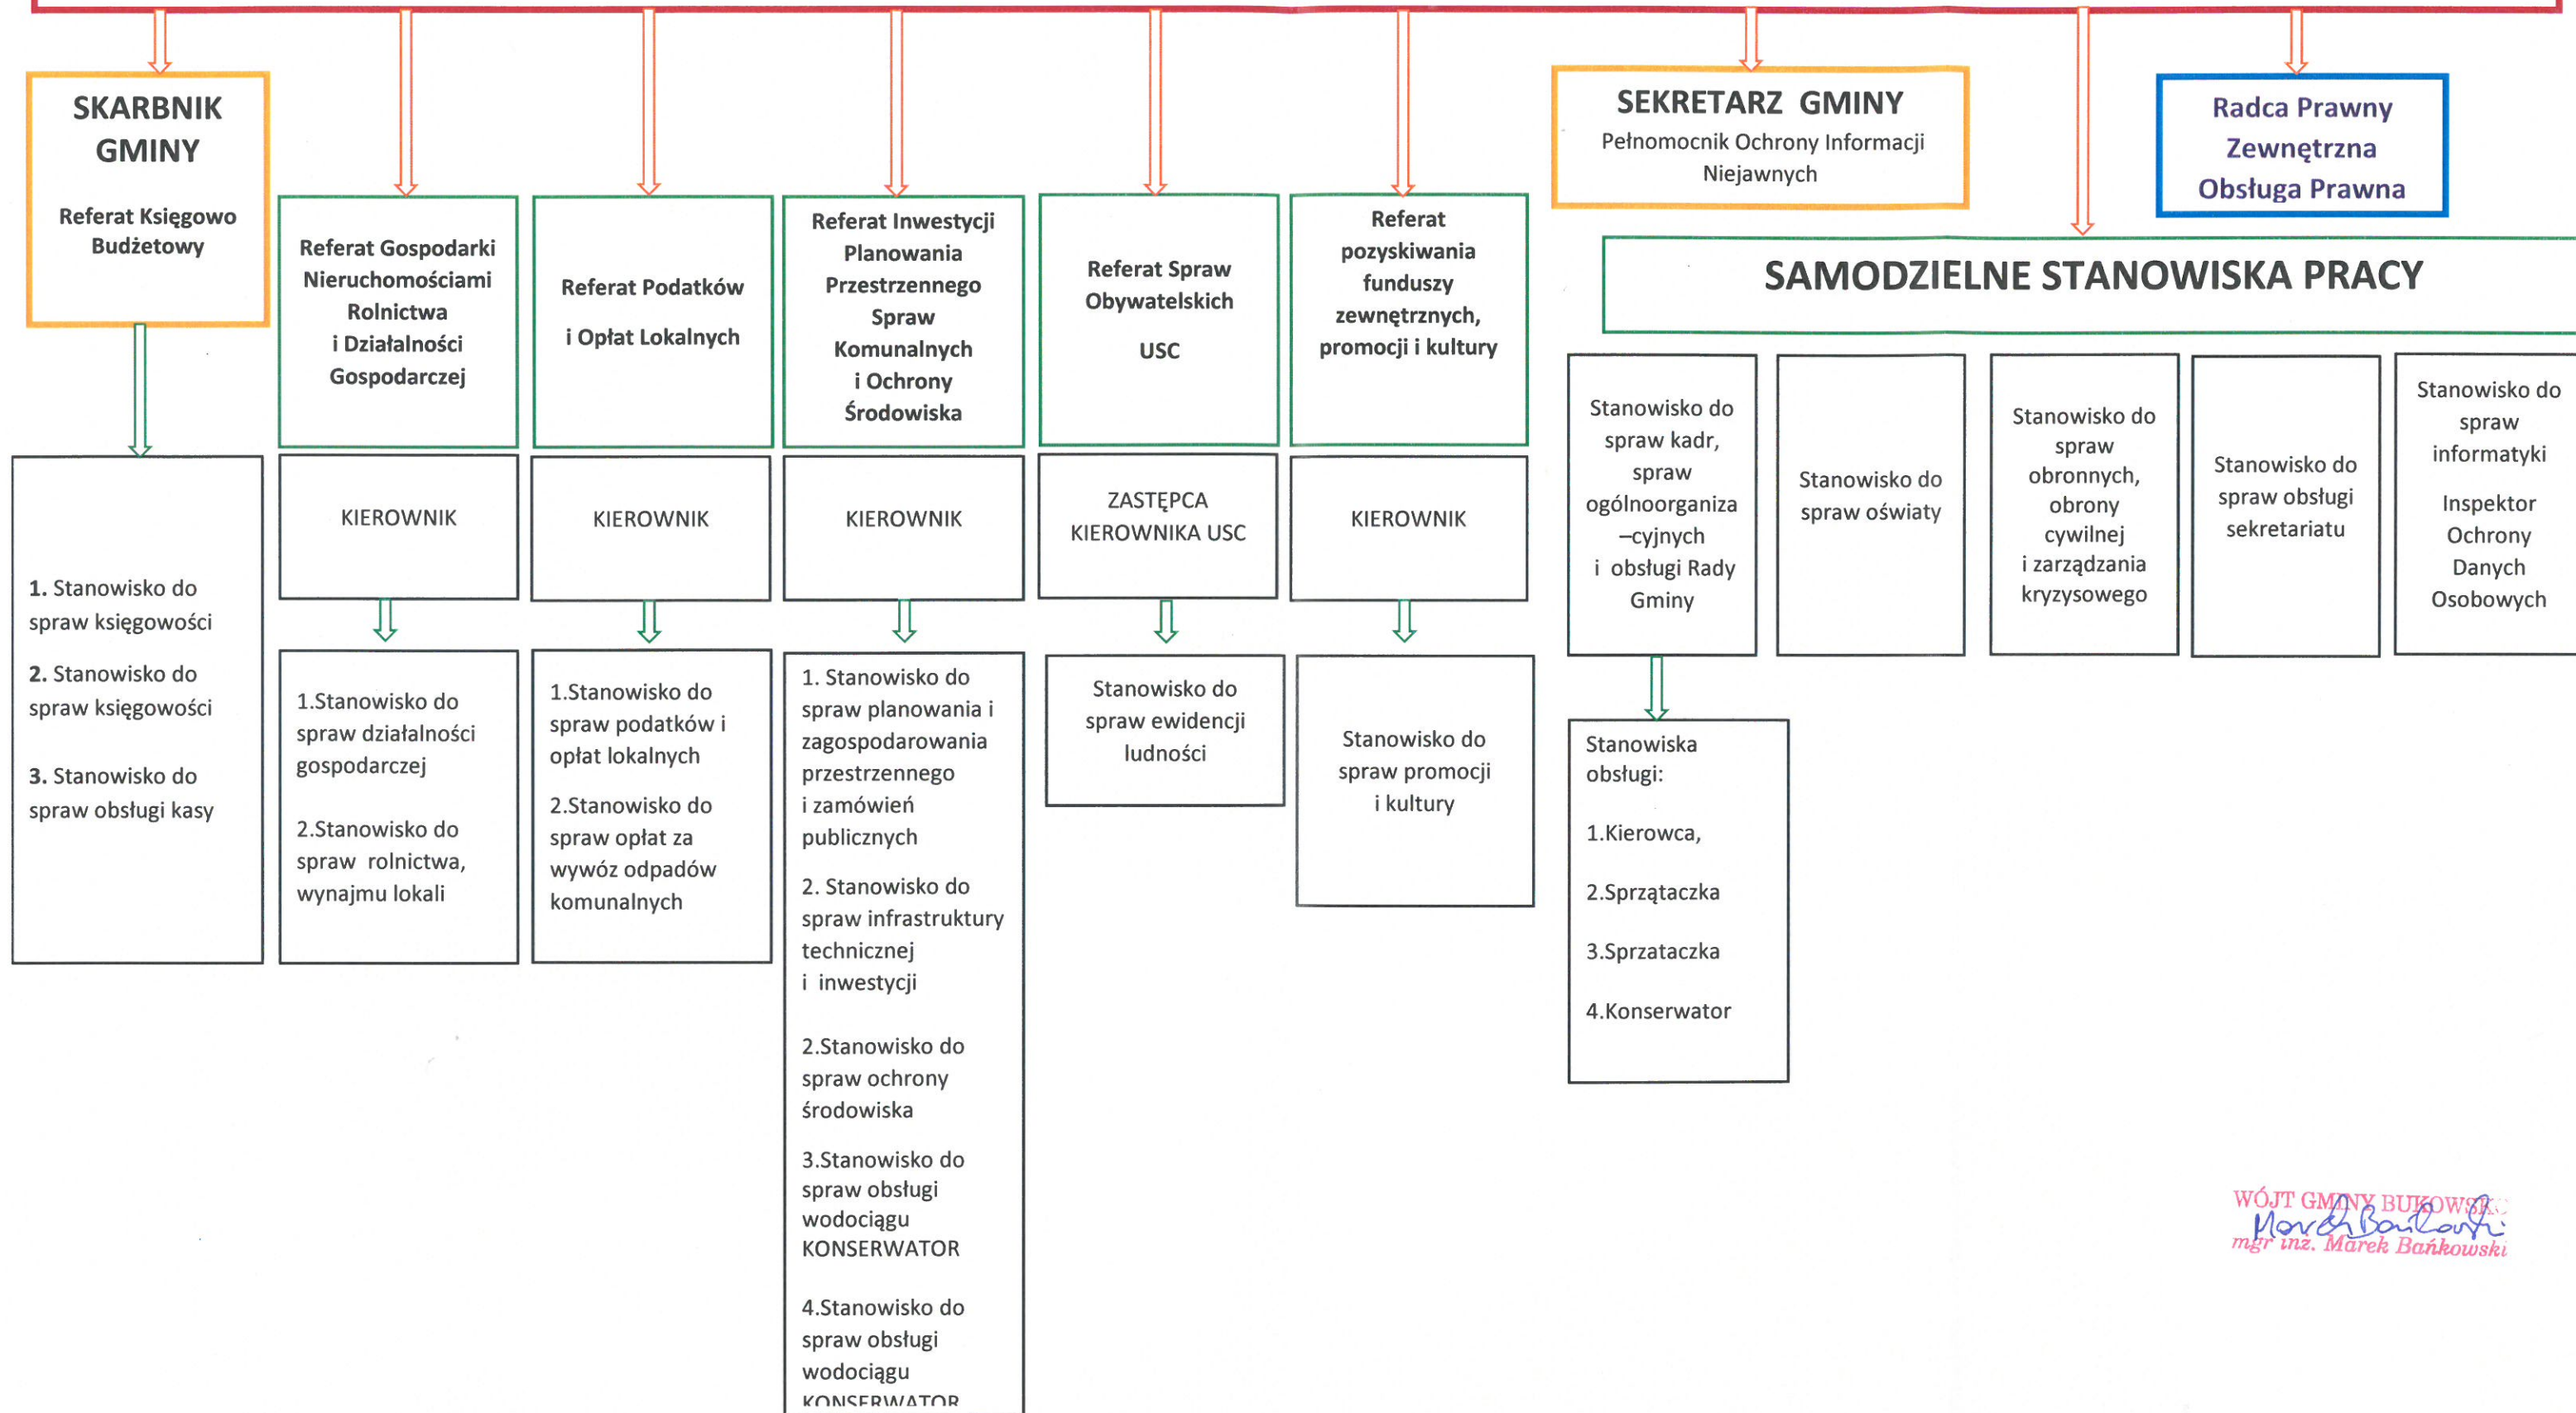 SKARBNIK
GMINY
Referat Księgowo
Budżetowy
Referat Gospodarki
Nieruchomościami
Rolnictwa
i Działalności
Gospodarczej
Referat Podatków
i Opłat Lokalnych
Referat Inwestycji
Planowania
Przestrzennego
Spraw
Komunalnych
i Ochrony
Środowiska
Referat Spraw
Obywatelskich
USC
Referat
pozyskiwania
funduszy
zewnętrznych,
promocji i kultury
SEKRETARZ GMINY
Pełnomocnik Ochrony Informacji
Niejawnych
Radca Prawny
Zewnętrzna
Obsługa Prawna
SAMODZIELNE STANOWISKA PRACY
KIEROWNIK
KIEROWNIK
KIEROWNIK
ZASTĘPCA
KIEROWNIKA USC
KIEROWNIK
Stanowisko do
spraw kadr,
spraw
ogólnoorganiza
–cyjnych
i obsługi Rady
Gminy
Stanowisko do
spraw oświaty
Stanowisko do
spraw
obronnych,
obrony
cywilnej
i zarządzania
kryzysowego
Stanowisko do
spraw obsługi
sekretariatu
Stanowisko do
spraw
informatyki
Inspektor
Ochrony
Danych
Osobowych
1. Stanowisko do
spraw księgowości
2. Stanowisko do
spraw księgowości
3. Stanowisko do
spraw obsługi kasy
1.Stanowisko do
spraw działalności
gospodarczej
2.Stanowisko do
spraw rolnictwa,
wynajmu lokali
1.Stanowisko do
spraw podatków i
opłat lokalnych
2.Stanowisko do
spraw opłat za
wywóz odpadów
komunalnych
1. Stanowisko do
spraw planowania i
zagospodarowania
przestrzennego
i zamówień
publicznych
2. Stanowisko do
spraw infrastruktury
technicznej
i inwestycji
2.Stanowisko do
spraw ochrony
środowiska
3.Stanowisko do
spraw obsługi
wodociągu
KONSERWATOR
4.Stanowisko do
spraw obsługi
wodociągu
KONSERWATOR
Stanowisko do
spraw ewidencji
ludności
Stanowisko do
spraw promocji
i kultury
Stanowiska
obsługi:
1.Kierowca,
2.Sprzątaczka
3.Sprzataczka
4.Konserwator
WÓJT GMINY BUKOWSKO
Marek Bańkowski
mgr inż. Marek Bańkowski